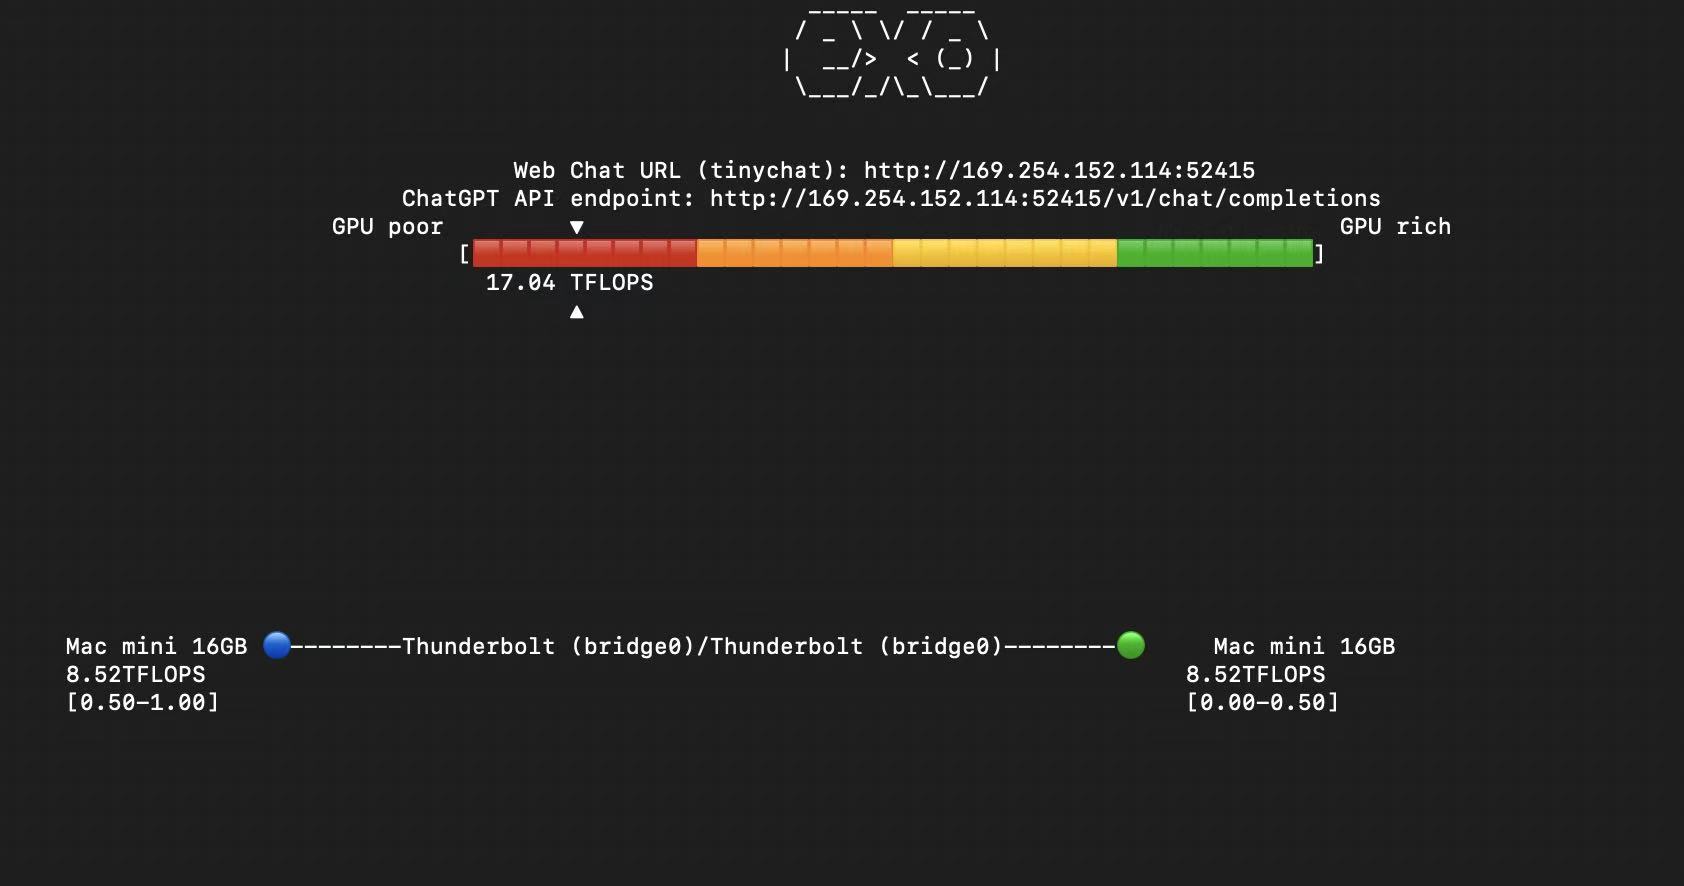 _____  _____
 / _ \ \/ / _ \
|  __/>  < (_) |
 \___/_/\_\___/
Web Chat URL (tinychat): http://169.254.152.114:52415
ChatGPT API endpoint: http://169.254.152.114:52415/v1/chat/completions
GPU poor ▼ GPU rich
[ ]
17.04 TFLOPS
▲
Mac mini 16GB --------Thunderbolt (bridge0)/Thunderbolt (bridge0)-------- Mac mini 16GB
8.52TFLOPS 8.52TFLOPS
[0.50-1.00] [0.00-0.50]